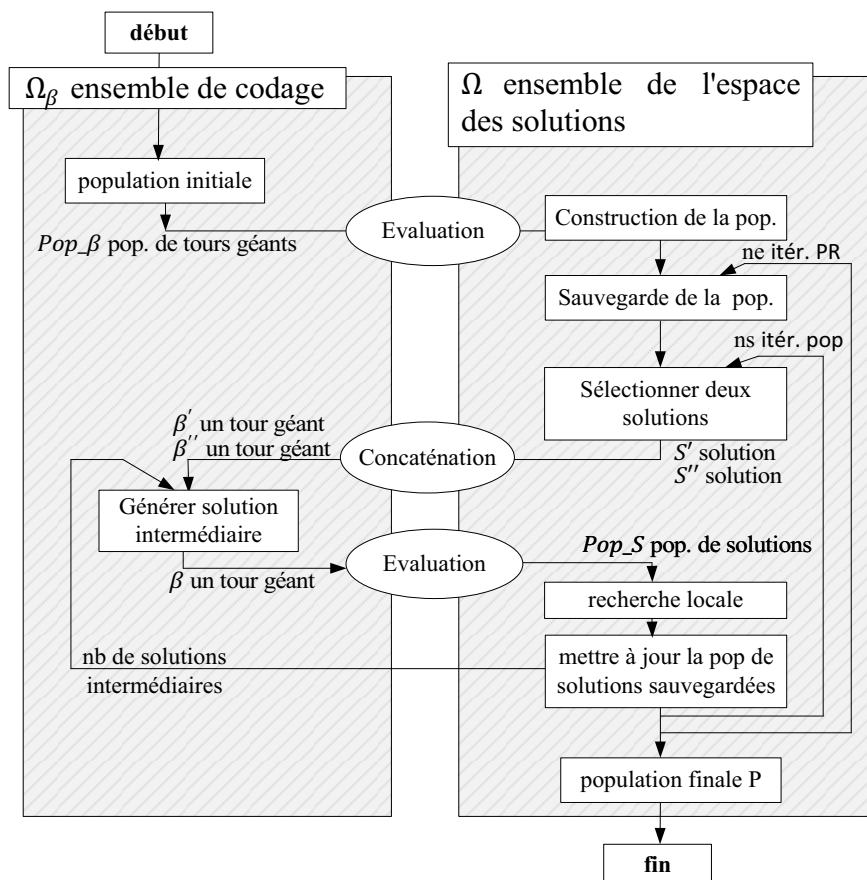 début
Ωβ ensemble de codage
Ω ensemble de l'espace
des solutions
population initiale
Pop_β pop. de tours géants
Evaluation
Construction de la pop.
ne itér. PR
Sauvegarde de la pop.
ns itér. pop
Sélectionner deux
solutions
β′ un tour géant
β′′ un tour géant
Concaténation
S′ solution
S′′ solution
Générer solution
intermédiaire
β un tour géant
Evaluation
Pop_S pop. de solutions
recherche locale
nb de solutions
intermédiaires
mettre à jour la pop de
solutions sauvegardées
population finale P
fin